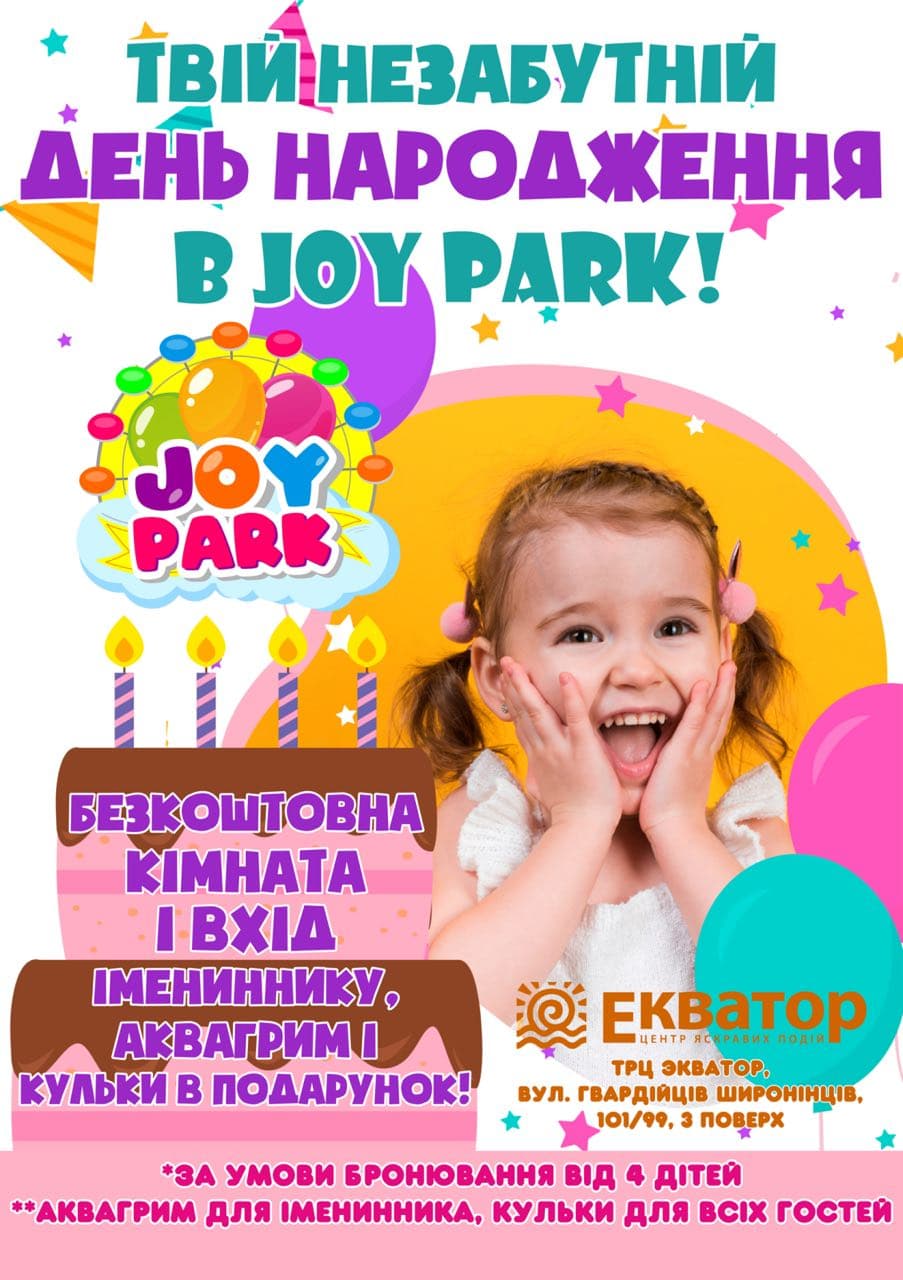 ТВІЙ НЕЗАБУТНІЙ
ДЕНЬ НАРОДЖЕННЯ
В JOY PARK!
JOY
PARK
БЕЗКОШТОВНА
КІМНАТА
І ВХІД
ІМЕНИННИКУ,
АКВАГРИМ І
КУЛЬКИ В ПОДАРУНОК!
ЕКВАТОР
ЦЕНТР ЯСКРАВИХ ПОДІЙ
ТРЦ ЭКВАТОР,
ВУЛ. ГВАРДІЙЦІВ ШИРОНІНЦІВ,
101/99, 3 ПОВЕРХ
*ЗА УМОВИ БРОНЮВАННЯ ВІД 4 ДІТЕЙ
**АКВАГРИМ ДЛЯ ІМЕНИННИКА, КУЛЬКИ ДЛЯ ВСІХ ГОСТЕЙ